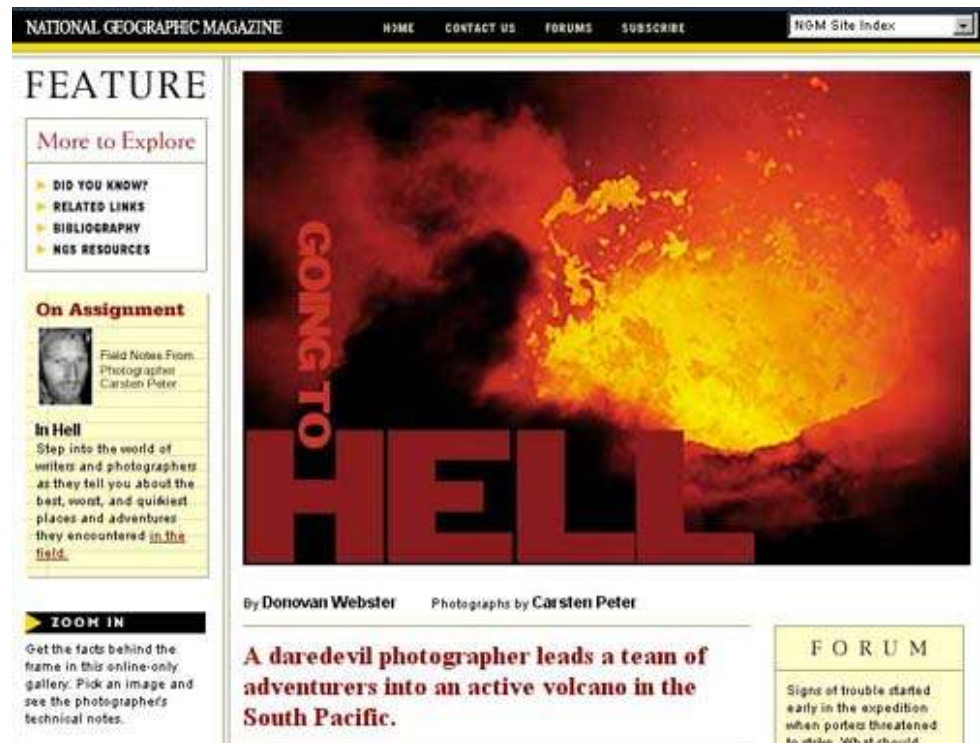 NATIONAL GEOGRAPHIC MAGAZINE
HOME CONTACT US FORUMS SUBSCRIBE
NGM Site Index
FEATURE
More to Explore
DID YOU KNOW?
RELATED LINKS
BIBLIOGRAPHY
NGS RESOURCES
On Assignment
Field Notes From
Photographer
Carsten Peter
In Hell
Step into the world of
writers and photographers
as they tell you about the
best, worst, and quirkiest
places and adventures
they encountered in the
field.
ZOOM IN
Get the facts behind the
frame in this online-only
gallery. Pick an image and
see the photographer's
technical notes.
GOING TO
HELL
By Donovan Webster Photographs by Carsten Peter
A daredevil photographer leads a team of
adventurers into an active volcano in the
South Pacific.
FORUM
Signs of trouble started
early in the expedition
when porters threatened
to strike. What should